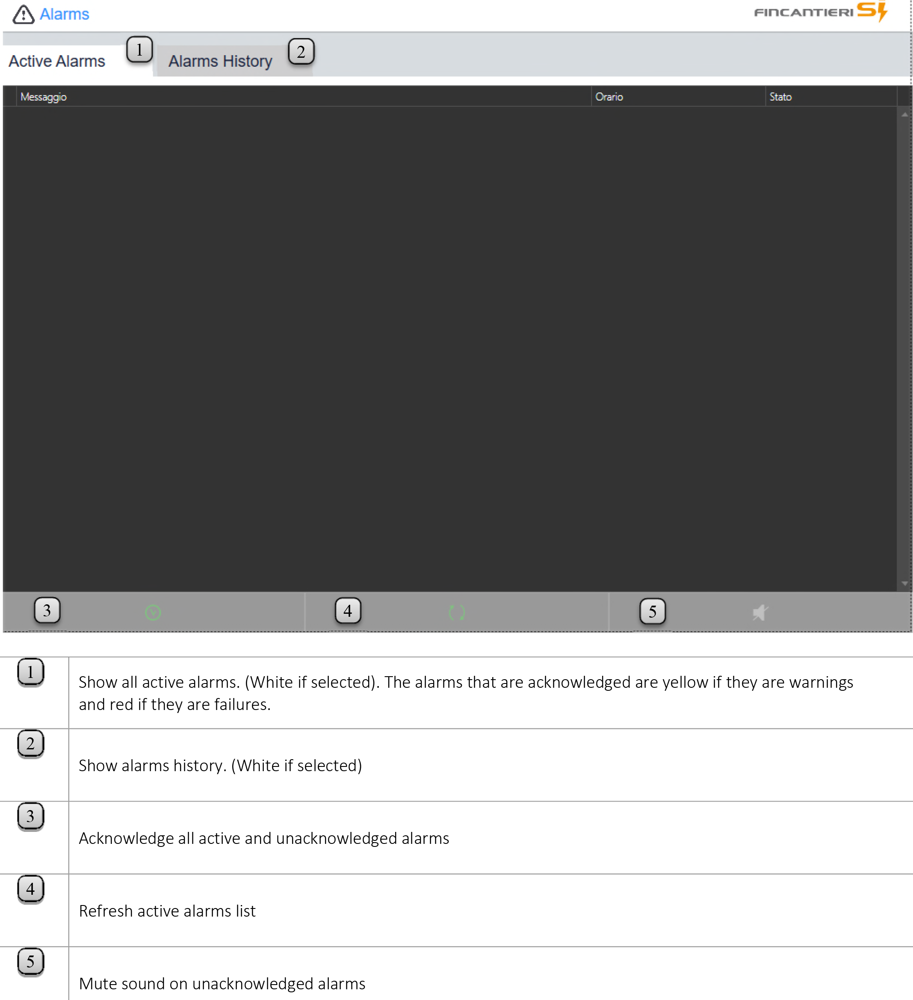 Alarms
FINCANTIERI SI
Active Alarms
1
Alarms History
2
Messaggio
Orario
Stato
3
4
5
1
Show all active alarms. (White if selected). The alarms that are acknowledged are yellow if they are warnings
and red if they are failures.
2
Show alarms history. (White if selected)
3
Acknowledge all active and unacknowledged alarms
4
Refresh active alarms list
5
Mute sound on unacknowledged alarms